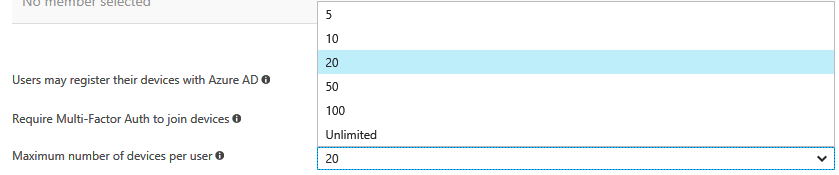 No member selected
5
10
20
50
100
Unlimited
Users may register their devices with Azure AD
Require Multi-Factor Auth to join devices
Maximum number of devices per user
20